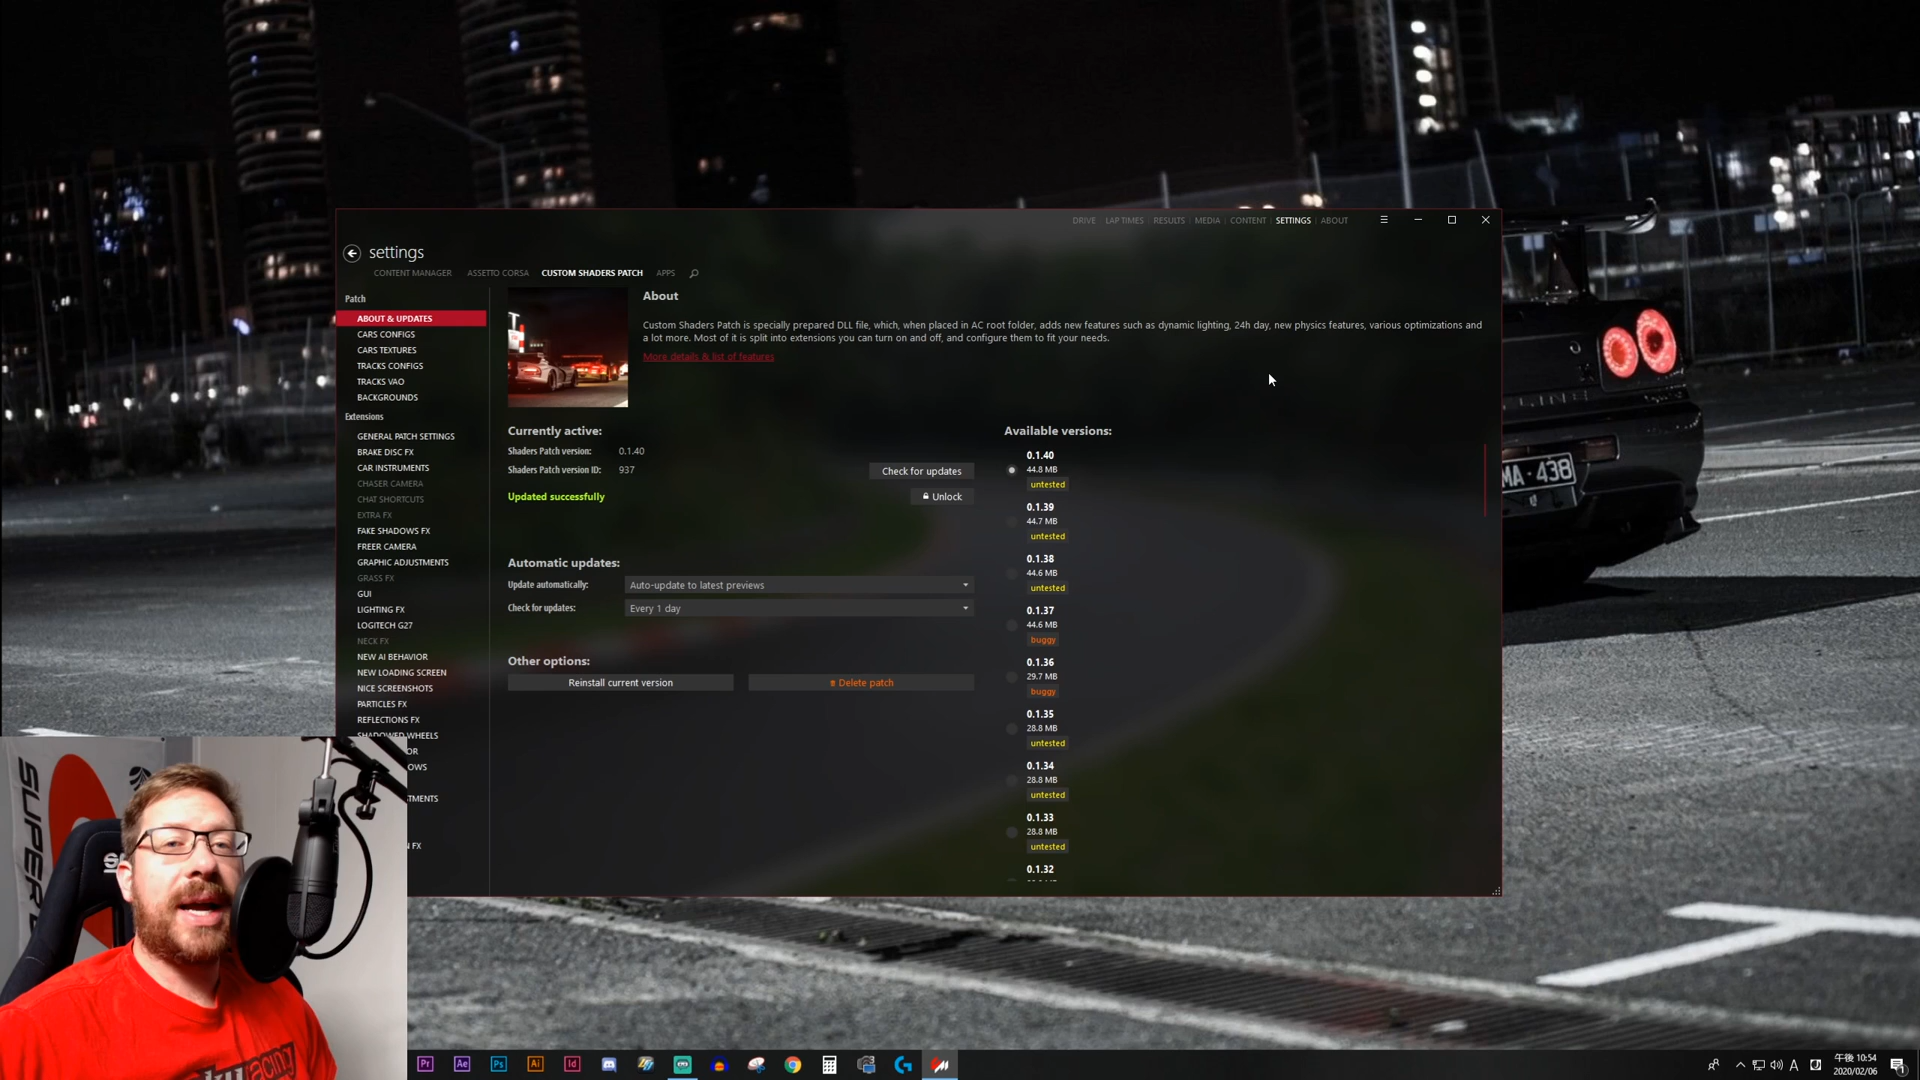 DRIVE LAP TIMES RESULTS MEDIA CONTENT SETTINGS ABOUT
settings
CONTENT MANAGER ASSETTO CORSA CUSTOM SHADERS PATCH APPS
Patch
ABOUT & UPDATES
CARS CONFIGS
CARS TEXTURES
TRACKS CONFIGS
TRACKS VAO
BACKGROUNDS
Extensions
GENERAL PATCH SETTINGS
BRAKE DISC FX
CAR INSTRUMENTS
CHASER CAMERA
CHAT SHORTCUTS
EXTRA FX
FAKE SHADOWS FX
FREER CAMERA
GRAPHIC ADJUSTMENTS
GRASS FX
GUI
LIGHTING FX
LOGITECH G27
NECK FX
NEW AI BEHAVIOR
NEW LOADING SCREEN
NICE SCREENSHOTS
PARTICLES FX
REFLECTIONS FX
SHADOWED WHEELS
OR
OWS
TMENTS
N FX
About
Custom Shaders Patch is specially prepared DLL file, which, when placed in AC root folder, adds new features such as dynamic lighting, 24h day, new physics features, various optimizations and
a lot more. Most of it is split into extensions you can turn on and off, and configure them to fit your needs.
More details & list of features
Currently active:
Shaders Patch version: 0.1.40
Shaders Patch version ID: 937
Check for updates
Updated successfully
Unlock
Automatic updates:
Update automatically: Auto-update to latest previews
Check for updates: Every 1 day
Other options:
Reinstall current version
Delete patch
Available versions:
0.1.40
44.8 MB
untested
0.1.39
44.7 MB
untested
0.1.38
44.6 MB
untested
0.1.37
44.6 MB
buggy
0.1.36
29.7 MB
buggy
0.1.35
28.8 MB
untested
0.1.34
28.8 MB
untested
0.1.33
28.8 MB
untested
0.1.32
MA-438
SUPER
Pr Ae Ps Ai Id
A
午後 10:54
2020/02/06